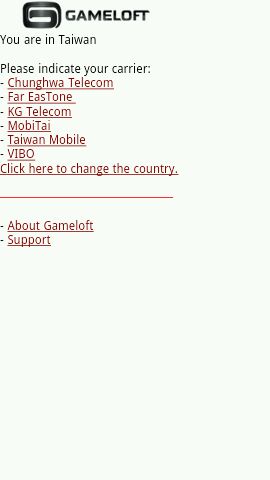 GAMELOFT
You are in Taiwan
Please indicate your carrier:
- Chunghwa Telecom
- Far EasTone
- KG Telecom
- MobiTai
- Taiwan Mobile
- VIBO
Click here to change the country.
- About Gameloft
- Support